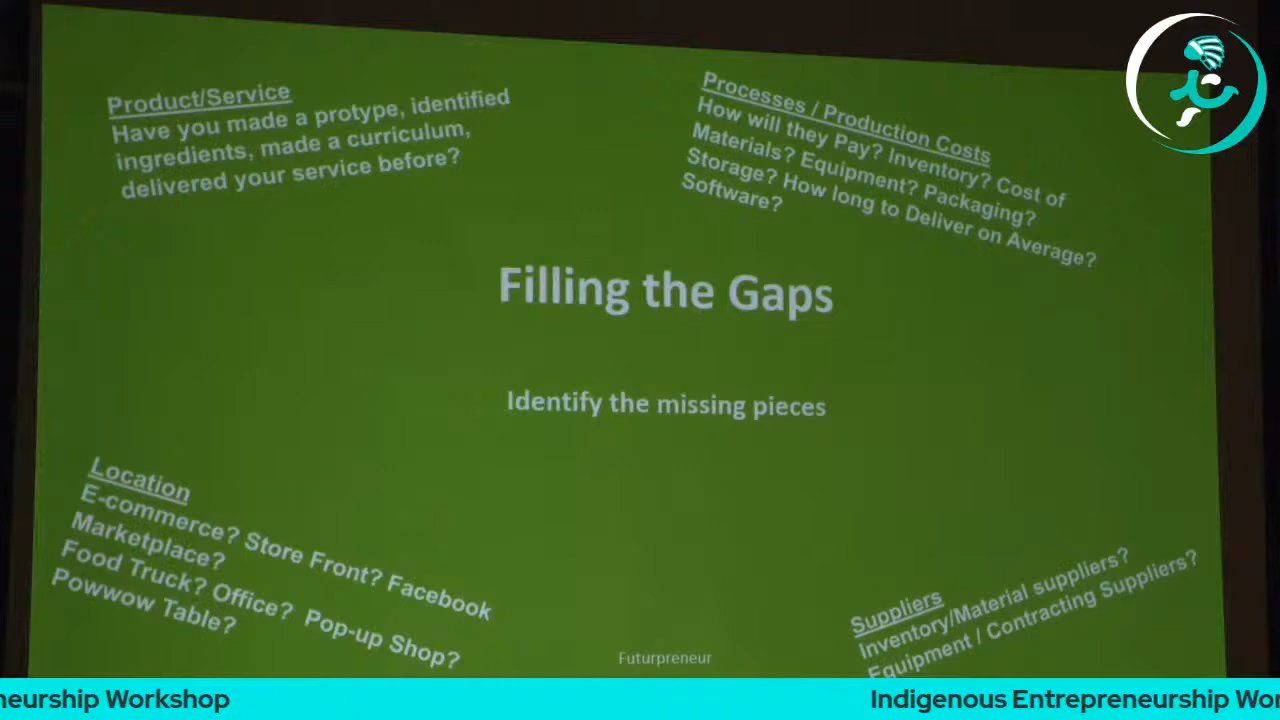 Product/Service
Have you made a protype, identified
ingredients, made a curriculum,
delivered your service before?
Processes / Production Costs
How will they Pay? Inventory? Cost of
Materials? Equipment? Packaging?
Storage? How long to Deliver on Average?
Software?
Filling the Gaps
Identify the missing pieces
Location
E-commerce? Store Front? Facebook
Marketplace?
Food Truck? Office? Pop-up Shop?
Powwow Table?
Suppliers
Inventory/Material suppliers?
Equipment / Contracting Suppliers?
Futurpreneur
neurship Workshop
Indigenous Entrepreneurship Wor